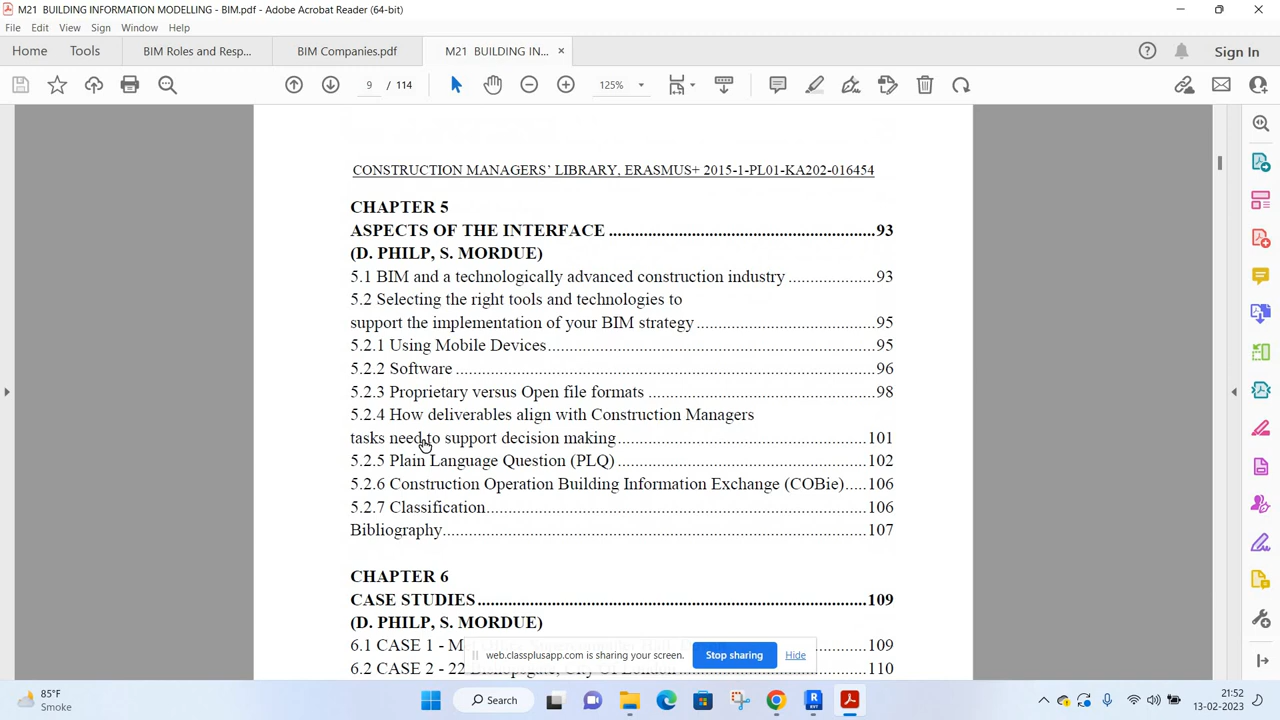 M21 BUILDING INFORMATION MODELLING - BIM.pdf - Adobe Acrobat Reader (64-bit)
File Edit View Sign Window Help
Home Tools BIM Roles and Resp... BIM Companies.pdf M21 BUILDING IN... × Sign In
9 / 114 125%
CONSTRUCTION MANAGERS' LIBRARY, ERASMUS+ 2015-1-PL01-KA202-016454
CHAPTER 5
ASPECTS OF THE INTERFACE ............................................................93
(D. PHILP, S. MORDUE)
5.1 BIM and a technologically advanced construction industry ....................93
5.2 Selecting the right tools and technologies to
support the implementation of your BIM strategy ..........................................95
5.2.1 Using Mobile Devices..........................................................................95
5.2.2 Software ...............................................................................................96
5.2.3 Proprietary versus Open file formats ....................................................98
5.2.4 How deliverables align with Construction Managers
tasks need to support decision making..........................................................101
5.2.5 Plain Language Question (PLQ) ..........................................................102
5.2.6 Construction Operation Building Information Exchange (COBie).....106
5.2.7 Classification.......................................................................................106
Bibliography..................................................................................................107
CHAPTER 6
CASE STUDIES.........................................................................................109
(D. PHILP, S. MORDUE)
6.1 CASE 1 - M ..........109
6.2 CASE 2 - 22 Bishopsgate, City Of London..........110
web.classplusapp.com is sharing your screen. Stop sharing Hide
85°F
Smoke
Search
21:52
13-02-2023